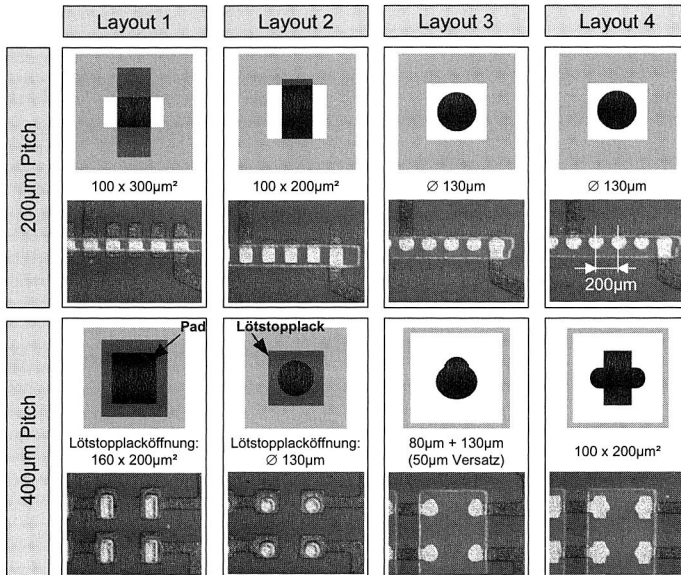 Layout 1
Layout 2
Layout 3
Layout 4
200µm Pitch
100 x 300µm²
100 x 200µm²
∅ 130µm
∅ 130µm
200µm
400µm Pitch
Pad
Lötstopplack
Lötstopplacköffnung:
160 x 200µm²
Lötstopplacköffnung:
∅ 130µm
80µm + 130µm
(50µm Versatz)
100 x 200µm²